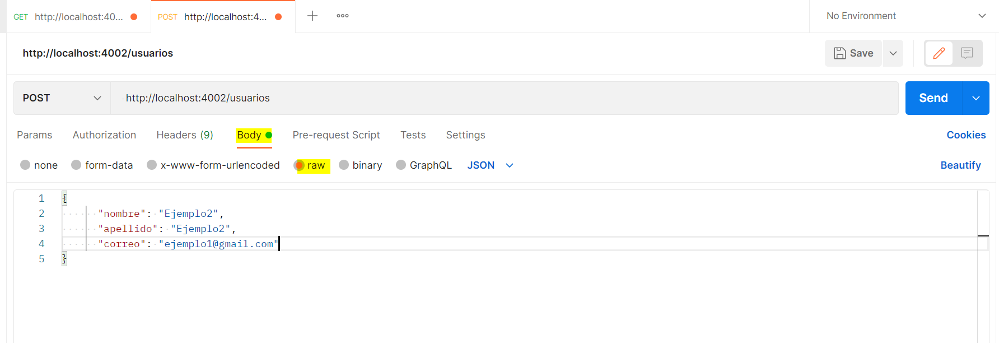 GET http://localhost:40... POST http://localhost:4... No Environment
http://localhost:4002/usuarios Save
POST http://localhost:4002/usuarios Send
Params Authorization Headers (9) Body Pre-request Script Tests Settings Cookies
none form-data x-www-form-urlencoded raw binary GraphQL JSON Beautify
1 {
2 "nombre": "Ejemplo2",
3 "apellido": "Ejemplo2",
4 "correo": "ejemplo1@gmail.com"
5 }